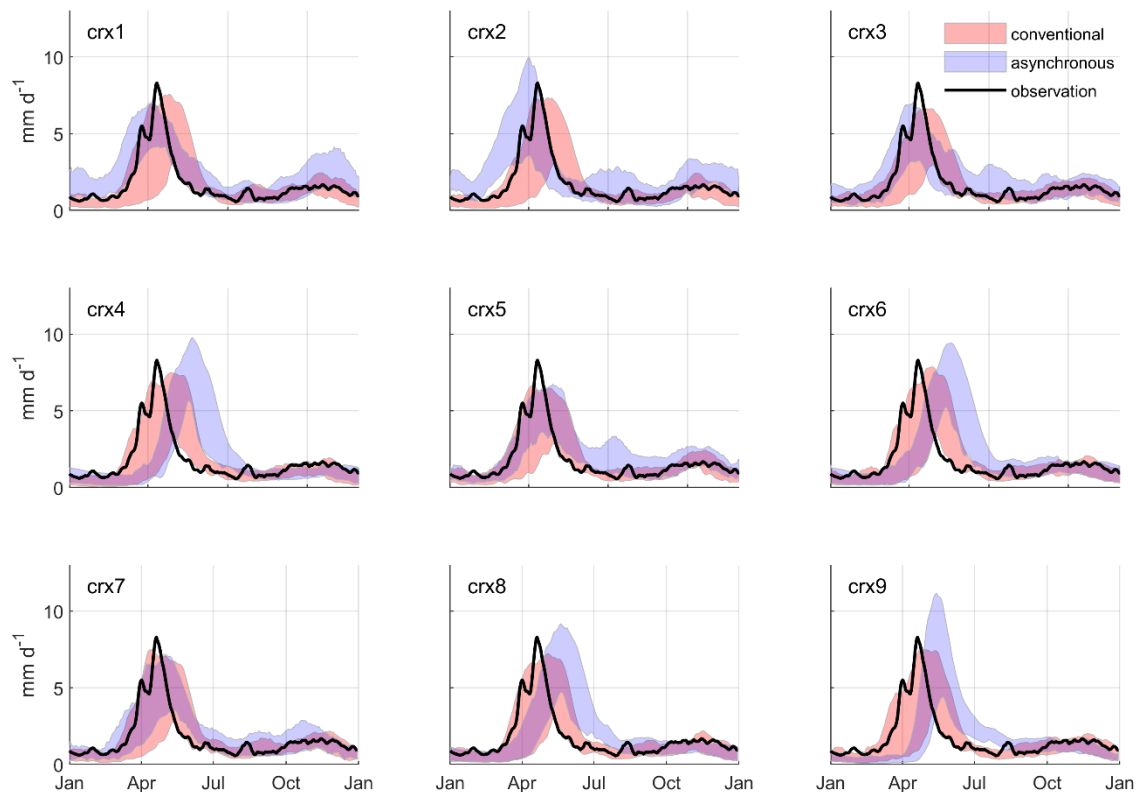 crx1
crx2
crx3
conventional
asynchronous
observation
10
5
0
mm d⁻¹
crx4
crx5
crx6
10
5
0
mm d⁻¹
crx7
crx8
crx9
10
5
0
mm d⁻¹
Jan Apr Jul Oct Jan Apr Jul Oct Jan Apr Jul Oct Jan